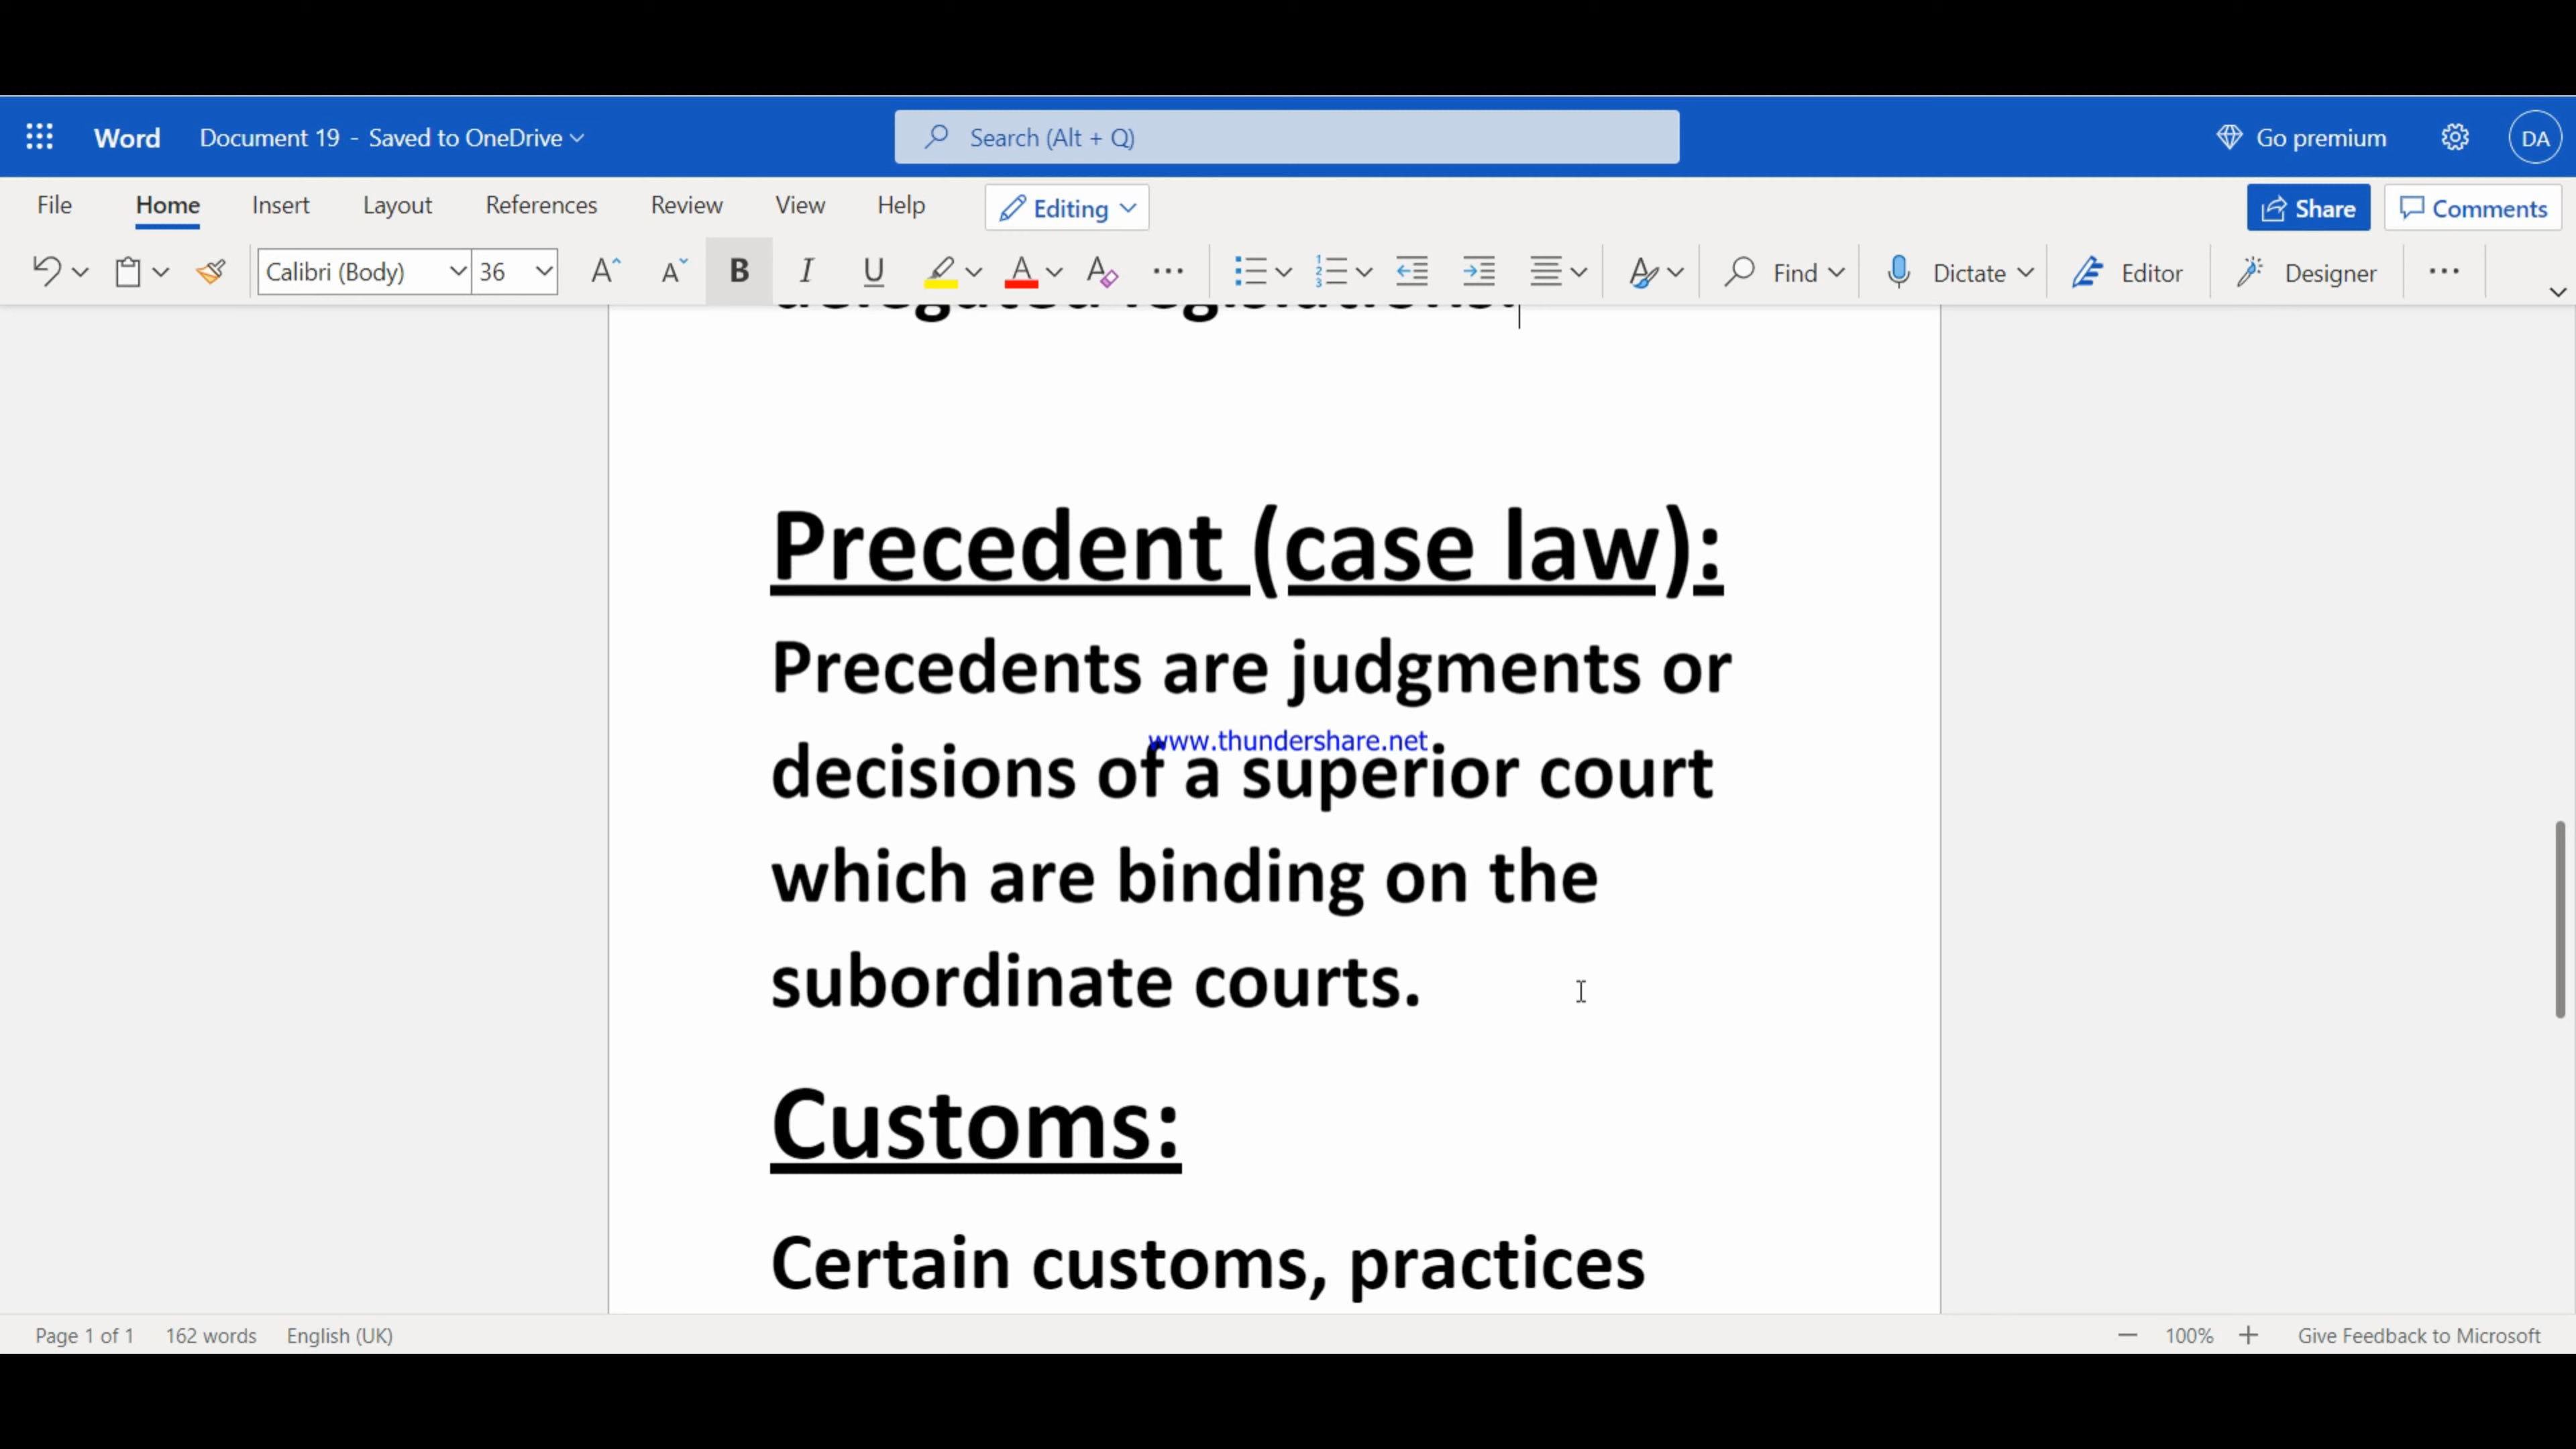 Word Document 19 - Saved to OneDrive Search (Alt + Q) Go premium DA
File Home Insert Layout References Review View Help Editing Share Comments
Calibri (Body) 36 A A B I U A A Find Dictate Editor Designer
delegated legislations.
Precedent (case law):
Precedents are judgments or
www.thundershare.net
decisions of a superior court
which are binding on the
subordinate courts.
Customs:
Certain customs, practices
Page 1 of 1 162 words English (UK) 100% Give Feedback to Microsoft